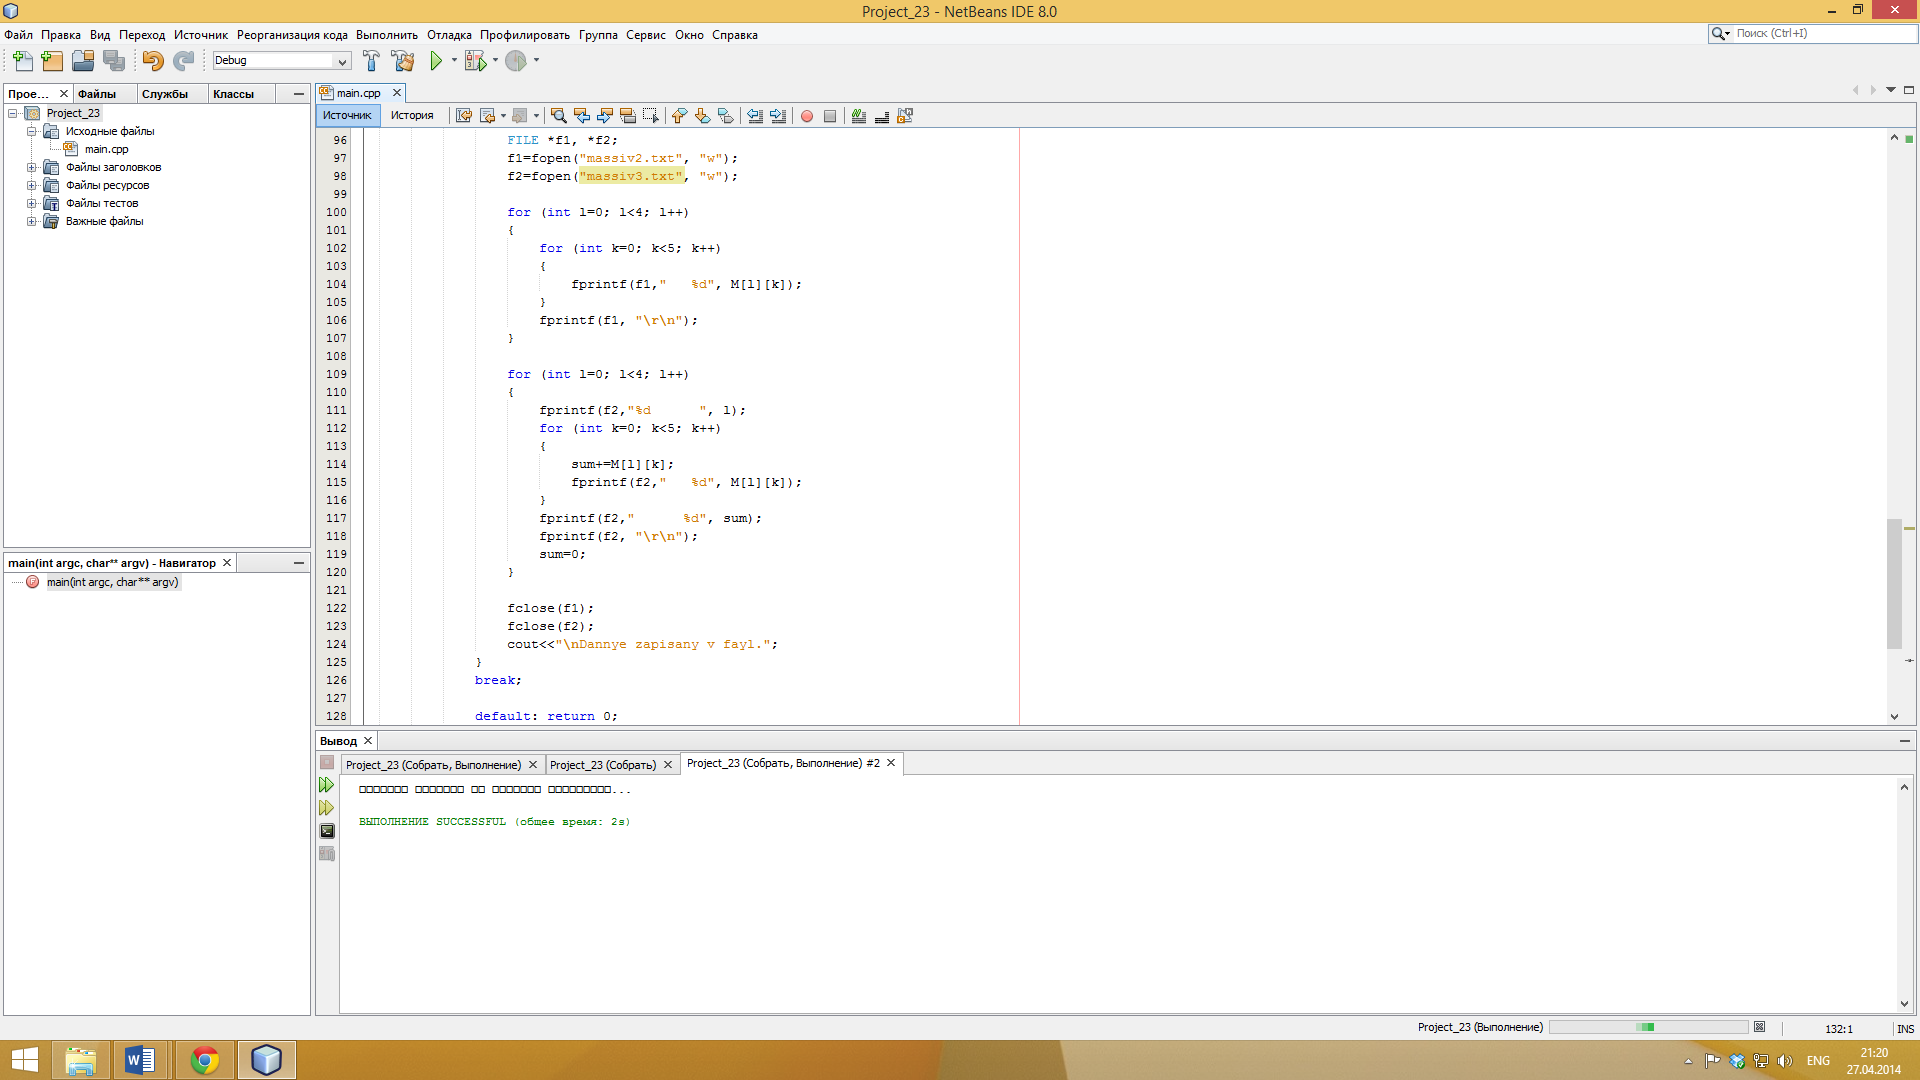 Project_23 - NetBeans IDE 8.0
Файл Правка Вид Переход Источник Реорганизация кода Выполнить Отладка Профилировать Группа Сервис Окно Справка
Поиск (Ctrl+I)
Debug
Прое... Файлы Службы Классы
Project_23
Исходные файлы
main.cpp
Файлы заголовков
Файлы ресурсов
Файлы тестов
Важные файлы
main(int argc, char** argv) - Навигатор
main(int argc, char** argv)
main.cpp
Источник История
96 FILE *f1, *f2;
97 f1=fopen("massiv2.txt", "w");
98 f2=fopen("massiv3.txt", "w");
99
100 for (int l=0; l<4; l++)
101 {
102 for (int k=0; k<5; k++)
103 {
104 fprintf(f1,"   %d", M[l][k]);
105 }
106 fprintf(f1, "\r\n");
107 }
108
109 for (int l=0; l<4; l++)
110 {
111 fprintf(f2,"%d      ", l);
112 for (int k=0; k<5; k++)
113 {
114 sum+=M[l][k];
115 fprintf(f2,"   %d", M[l][k]);
116 }
117 fprintf(f2,"      %d", sum);
118 fprintf(f2, "\r\n");
119 sum=0;
120 }
121
122 fclose(f1);
123 fclose(f2);
124 cout<<"\nDannye zapisany v fayl.";
125 }
126 break;
127
128 default: return 0;
Вывод
Project_23 (Собрать, Выполнение) Project_23 (Собрать) Project_23 (Собрать, Выполнение) #2
□□□□□□□ □□□□□□□ □□ □□□□□□□ □□□□□□□□□...
ВЫПОЛНЕНИЕ SUCCESSFUL (общее время: 2s)
Project_23 (Выполнение)
132:1 INS
ENG
21:20
27.04.2014